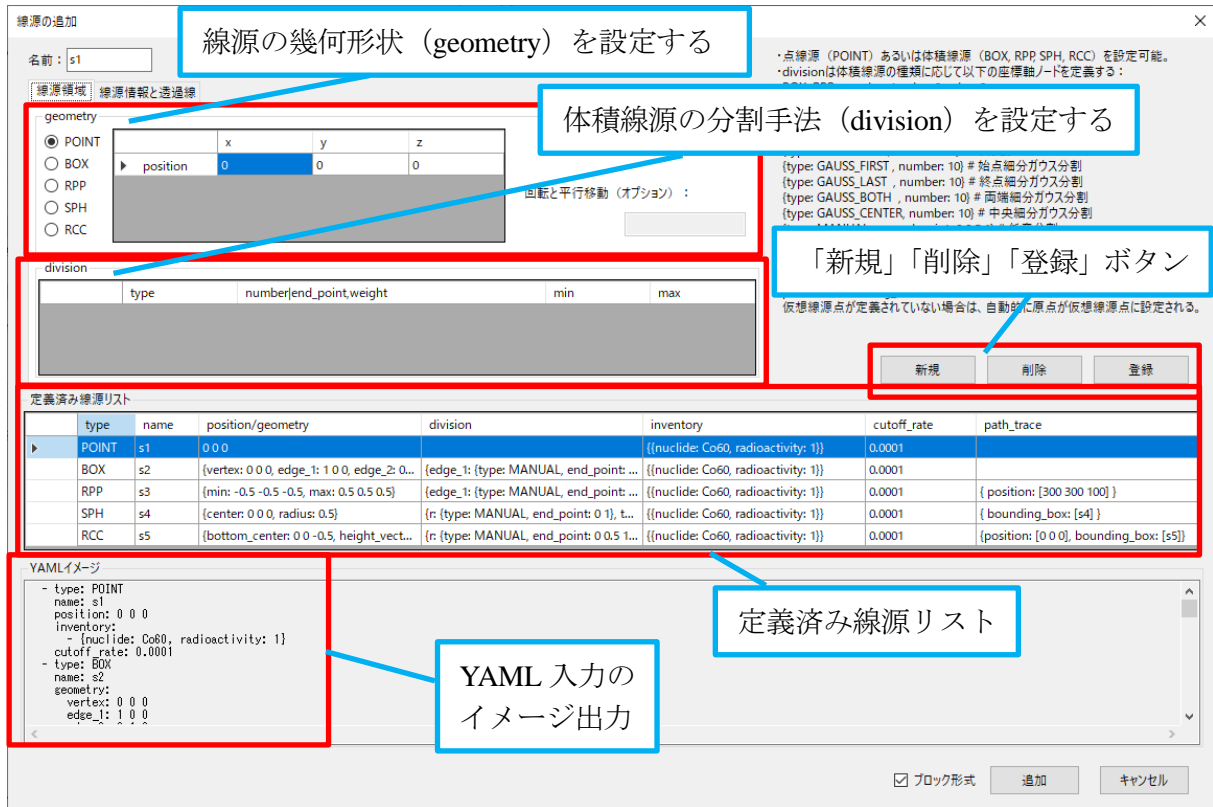 線源の追加
線源の幾何形状（geometry）を設定する
名前：
s1
・点線源（POINT）あるいは体積線源（BOX, RPP, SPH, RCC）を設定可能。
・divisionは体積線源の種類に応じて以下の座標軸ノードを定義する：
線源領域
線源情報と透過線
体積線源の分割手法（division）を設定する
geometry
POINT
BOX
RPP
SPH
RCC
x y z
position 0 0 0
回転と平行移動（オプション）：
{type: GAUSS_FIRST , number: 10} # 始点細分ガウス分割
{type: GAUSS_LAST , number: 10} # 終点細分ガウス分割
{type: GAUSS_BOTH , number: 10} # 両端細分ガウス分割
{type: GAUSS_CENTER, number: 10} # 中央細分ガウス分割
「新規」「削除」「登録」ボタン
仮想線源点が定義されていない場合は、自動的に原点が仮想線源点に設定される。
division
type number|end_point,weight min max
新規 削除 登録
定義済み線源リスト
type name position/geometry division inventory cutoff_rate path_trace
POINT s1 0 0 0 {{nuclide: Co60, radioactivity: 1}} 0.0001
BOX s2 {vertex: 0 0 0, edge_1: 1 0 0, edge_2: 0... {edge_1: {type: MANUAL, end_point: ... {{nuclide: Co60, radioactivity: 1}} 0.0001
RPP s3 {min: -0.5 -0.5 -0.5, max: 0.5 0.5 0.5} {edge_1: {type: MANUAL, end_point: ... {{nuclide: Co60, radioactivity: 1}} 0.0001 { position: [300 300 100] }
SPH s4 {center: 0 0 0, radius: 0.5} {r: {type: MANUAL, end_point: 0 1}, t... {{nuclide: Co60, radioactivity: 1}} 0.0001 { bounding_box: [s4] }
RCC s5 {bottom_center: 0 0 -0.5, height_vect... {r: {type: MANUAL, end_point: 0 0.5 1... {{nuclide: Co60, radioactivity: 1}} 0.0001 {position: [0 0 0], bounding_box: [s5]}
YAMLイメージ
- type: POINT
name: s1
position: 0 0 0
inventory:
- {nuclide: Co60, radioactivity: 1}
cutoff_rate: 0.0001
- type: BOX
name: s2
geometry:
vertex: 0 0 0
edge_1: 1 0 0
定義済み線源リスト
YAML 入力の
イメージ出力
ブロック形式 追加 キャンセル